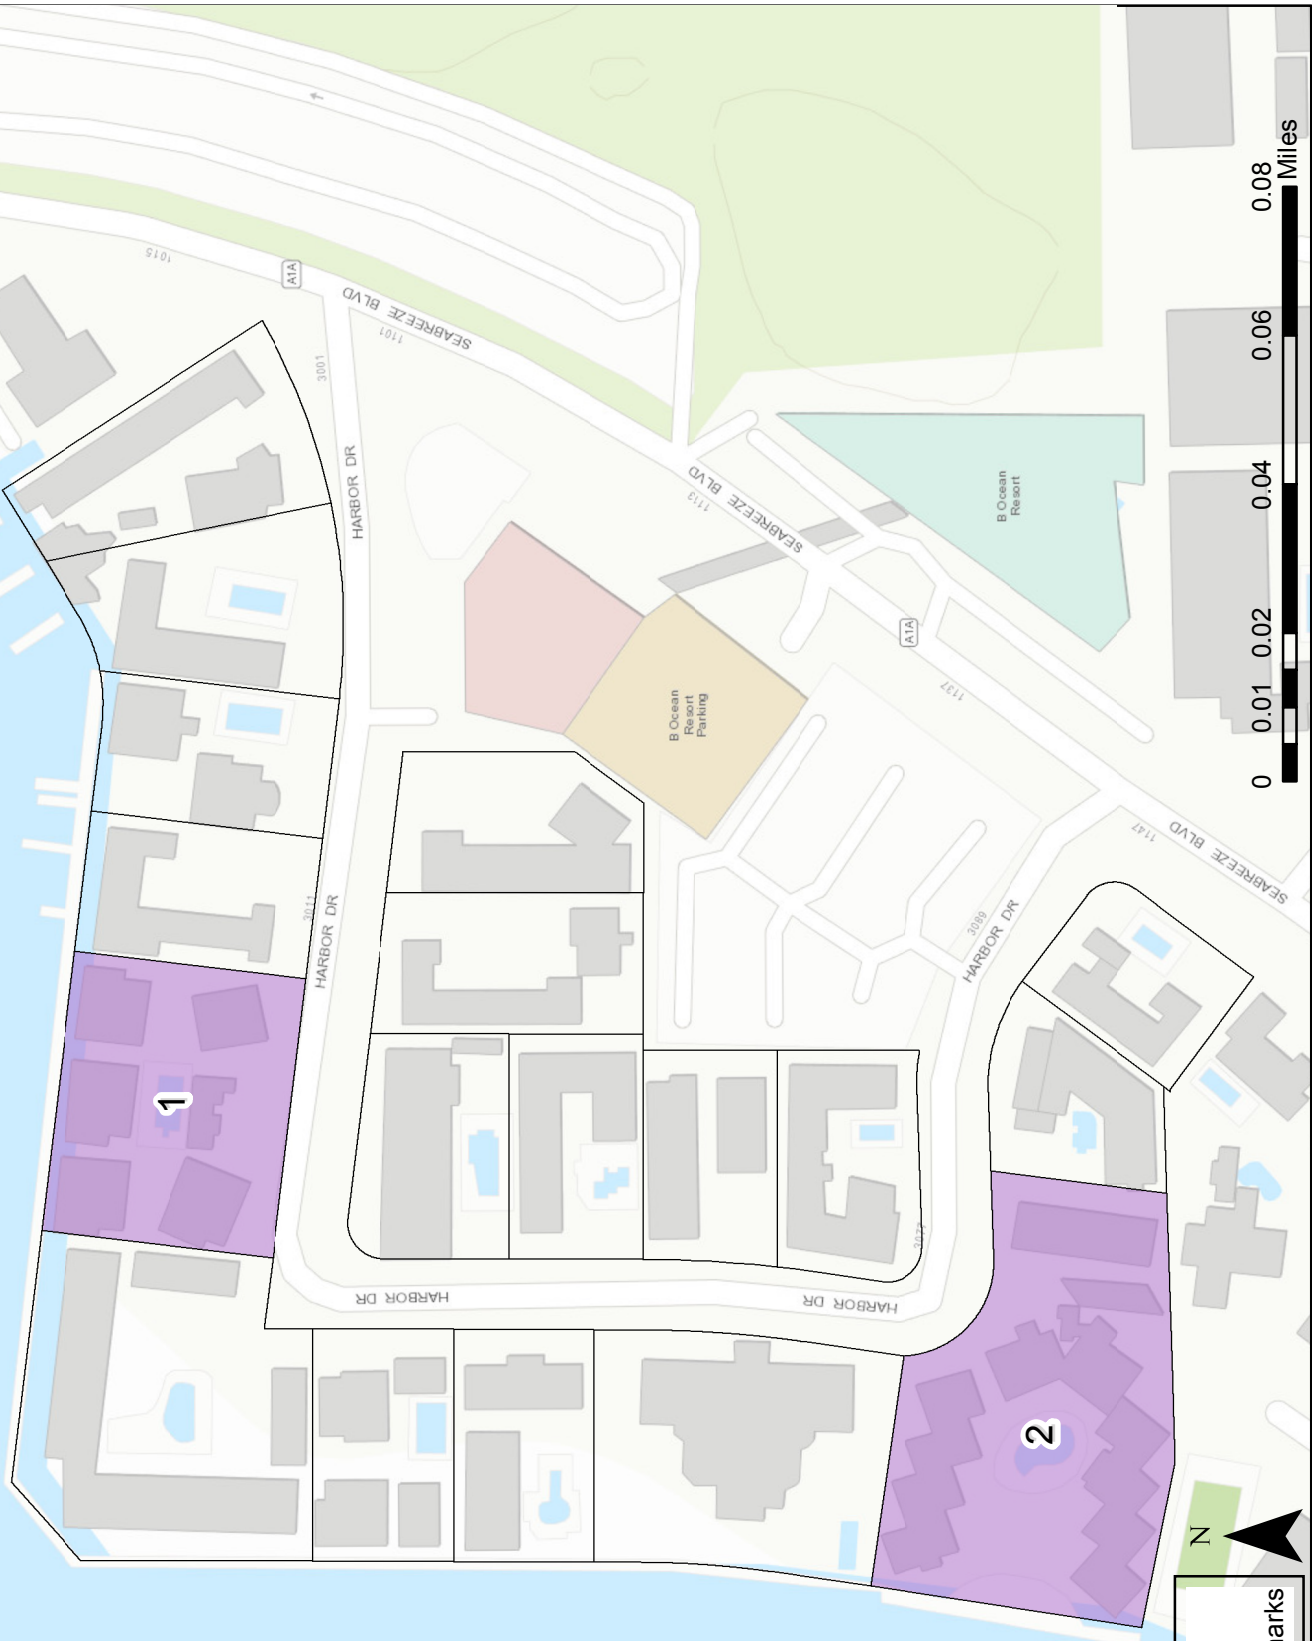 1015
A1A
SEABREEZE BLVD
1101
3001
HARBOR DR
SEABREEZE BLVD
1113
B Ocean
Resort
B Ocean
Resort
Parking
A1A
1137
3011
HARBOR DR
1
3089
HARBOR DR
1147
SEABREEZE BLVD
HARBOR DR
HARBOR DR
2
N
0 0.01 0.02 0.04 0.06 0.08
Miles